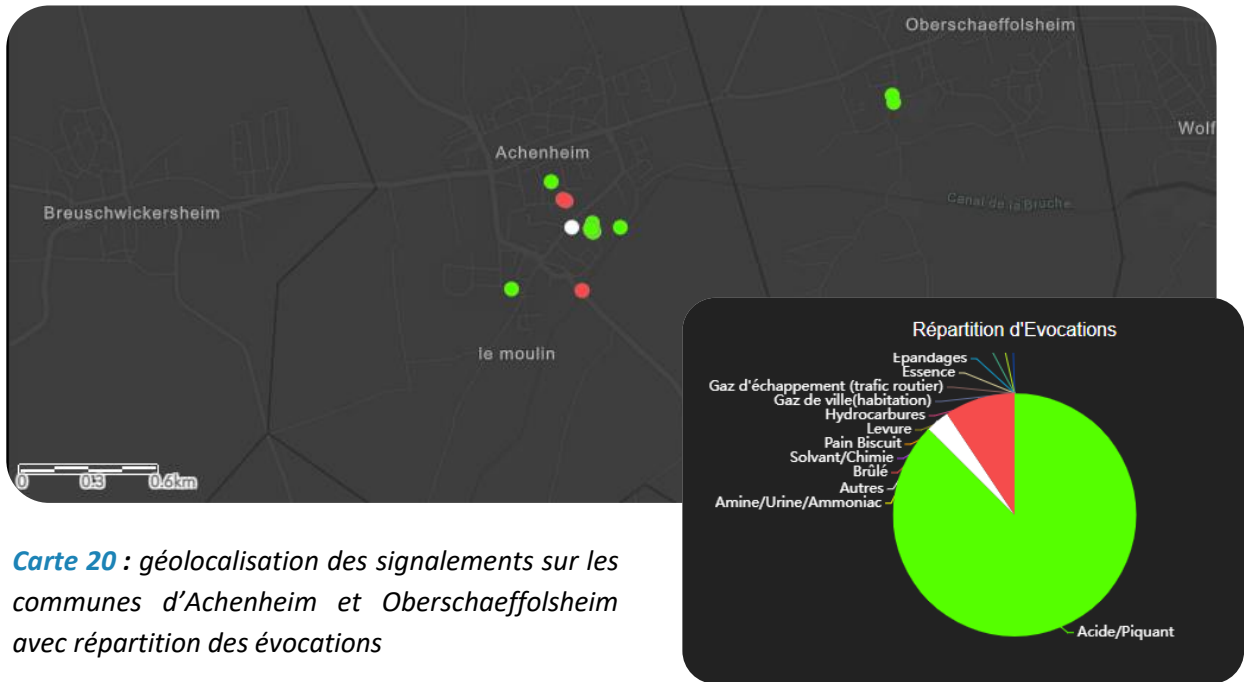 Oberschaeffolsheim
Wolf
Achenheim
Canal de la Bruche
Breuschwickersheim
le moulin
0 0.3 0.6km
Répartition d'Evocations
Epandages
Essence
Gaz d'échappement (trafic routier)
Gaz de ville(habitation)
Hydrocarbures
Levure
Pain Biscuit
Solvant/Chimie
Brûlé
Autres
Amine/Urine/Ammoniac
Acide/Piquant
Carte 20 : géolocalisation des signalements sur les
communes d'Achenheim et Oberschaeffolsheim
avec répartition des évocations